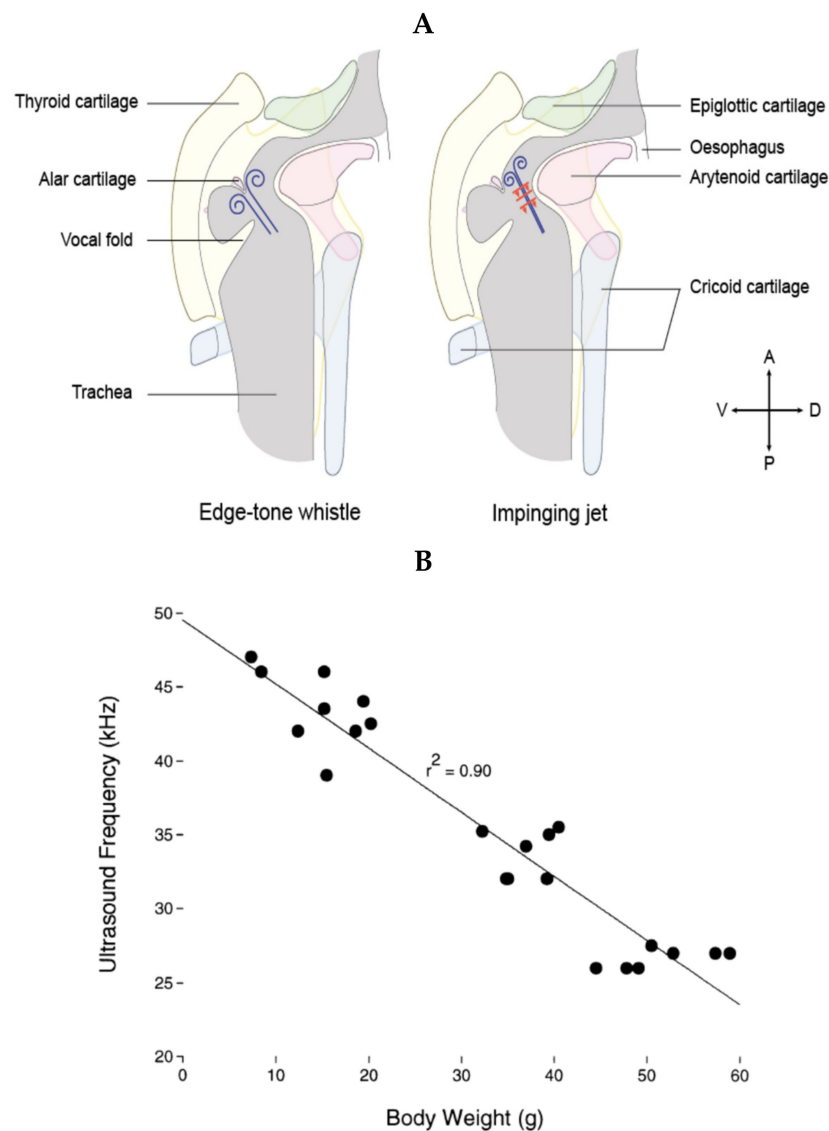 A
Thyroid cartilage
Alar cartilage
Vocal fold
Trachea
Epiglottic cartilage
Oesophagus
Arytenoid cartilage
Cricoid cartilage
A
V D
P
Edge-tone whistle
Impinging jet
B
50
45
40
35
30
25
20
r² = 0.90
Ultrasound Frequency (kHz)
0 10 20 30 40 50 60
Body Weight (g)